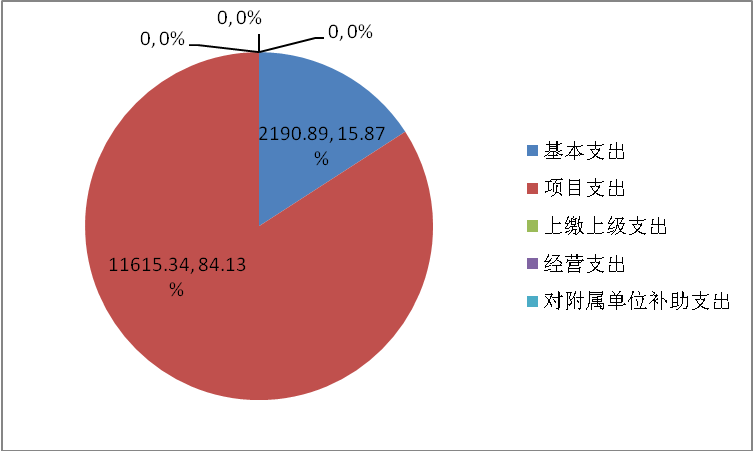 0, 0%
0, 0%
0, 0%
2190.89, 15.87
%
11615.34, 84.13
%
基本支出
项目支出
上缴上级支出
经营支出
对附属单位补助支出